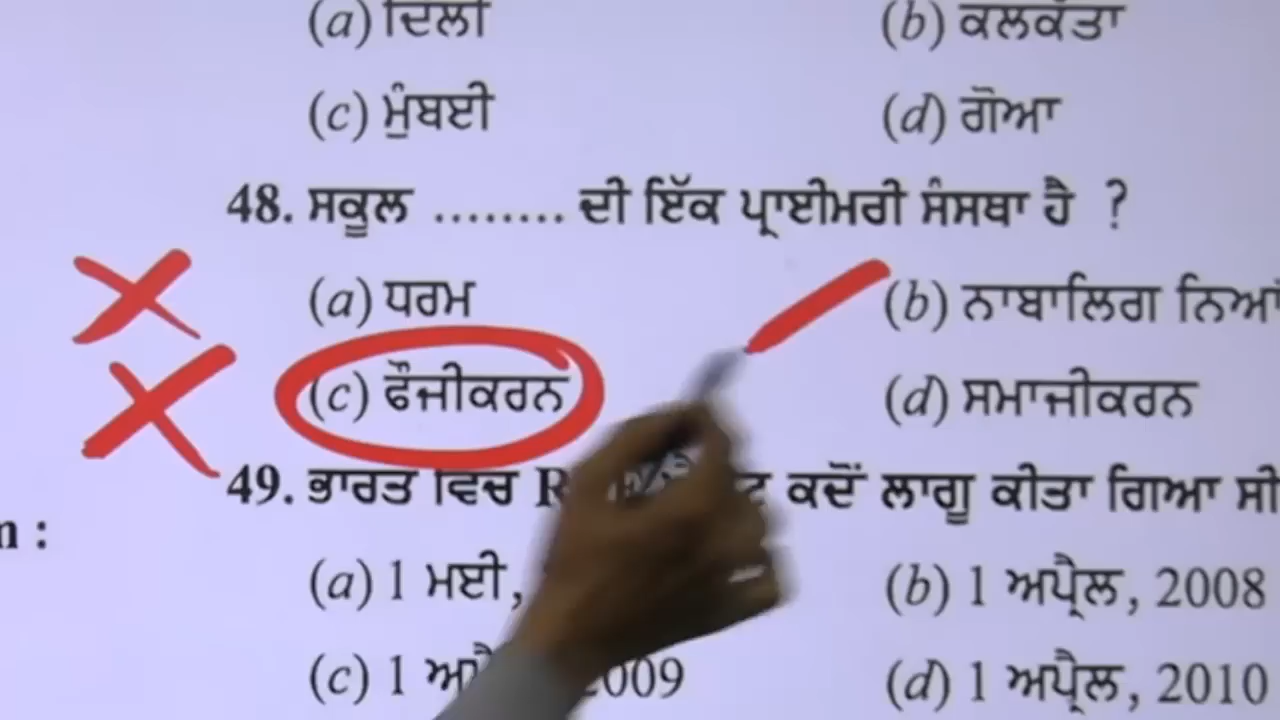 (a) ਦਿਲੀ (b) ਕਲਕੱਤਾ
(c) ਮੁੰਬਈ (d) ਗੋਆ
48. ਸਕੂਲ ........ ਦੀ ਇੱਕ ਪ੍ਰਾਈਮਰੀ ਸੰਸਥਾ ਹੈ ?
(a) ਧਰਮ (b) ਨਾਬਾਲਿਗ
(c) ਫੌਜੀਕਰਨ (d) ਸਮਾਜੀਕਰਨ
49. ਭਾਰਤ ਵਿਚ ਕਦੋਂ ਲਾਗੂ ਕੀਤਾ ਗਿਆ ਸੀ
(a) 1 ਮਈ, (b) 1 ਅਪ੍ਰੈਲ, 2008
(c) 1 2009 (d) 1 ਅਪ੍ਰੈਲ, 2010